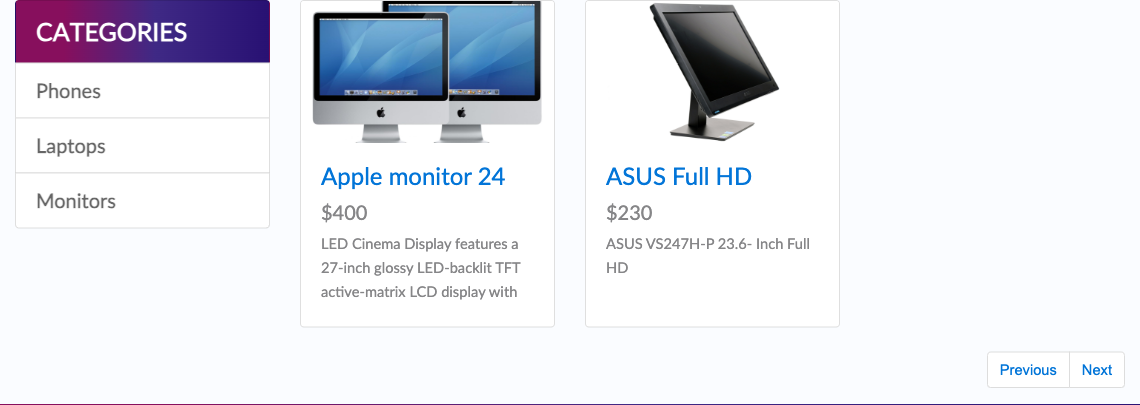 CATEGORIES
Phones
Laptops
Monitors
Apple monitor 24
$400
LED Cinema Display features a
27-inch glossy LED-backlit TFT
active-matrix LCD display with
ASUS Full HD
$230
ASUS VS247H-P 23.6- Inch Full
HD
Previous
Next